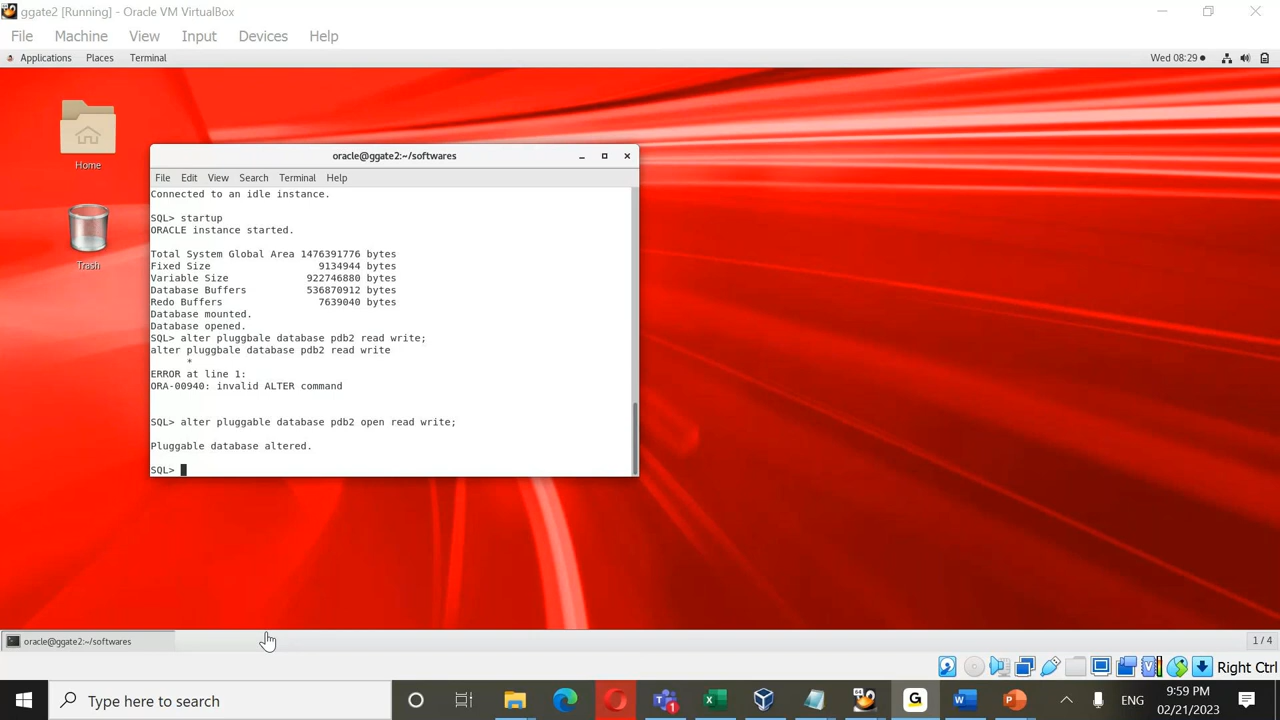 ggate2 [Running] - Oracle VM VirtualBox
File Machine View Input Devices Help
Applications Places Terminal Wed 08:29
Home
Trash
oracle@ggate2:~/softwares
File Edit View Search Terminal Help
Connected to an idle instance.
SQL> startup
ORACLE instance started.
Total System Global Area 1476391776 bytes
Fixed Size 9134944 bytes
Variable Size 922746880 bytes
Database Buffers 536870912 bytes
Redo Buffers 7639040 bytes
Database mounted.
Database opened.
SQL> alter pluggbale database pdb2 read write;
alter pluggbale database pdb2 read write
*
ERROR at line 1:
ORA-00940: invalid ALTER command
SQL> alter pluggable database pdb2 open read write;
Pluggable database altered.
SQL>
oracle@ggate2:~/softwares 1 / 4
Right Ctrl
Type here to search ENG 9:59 PM
02/21/2023